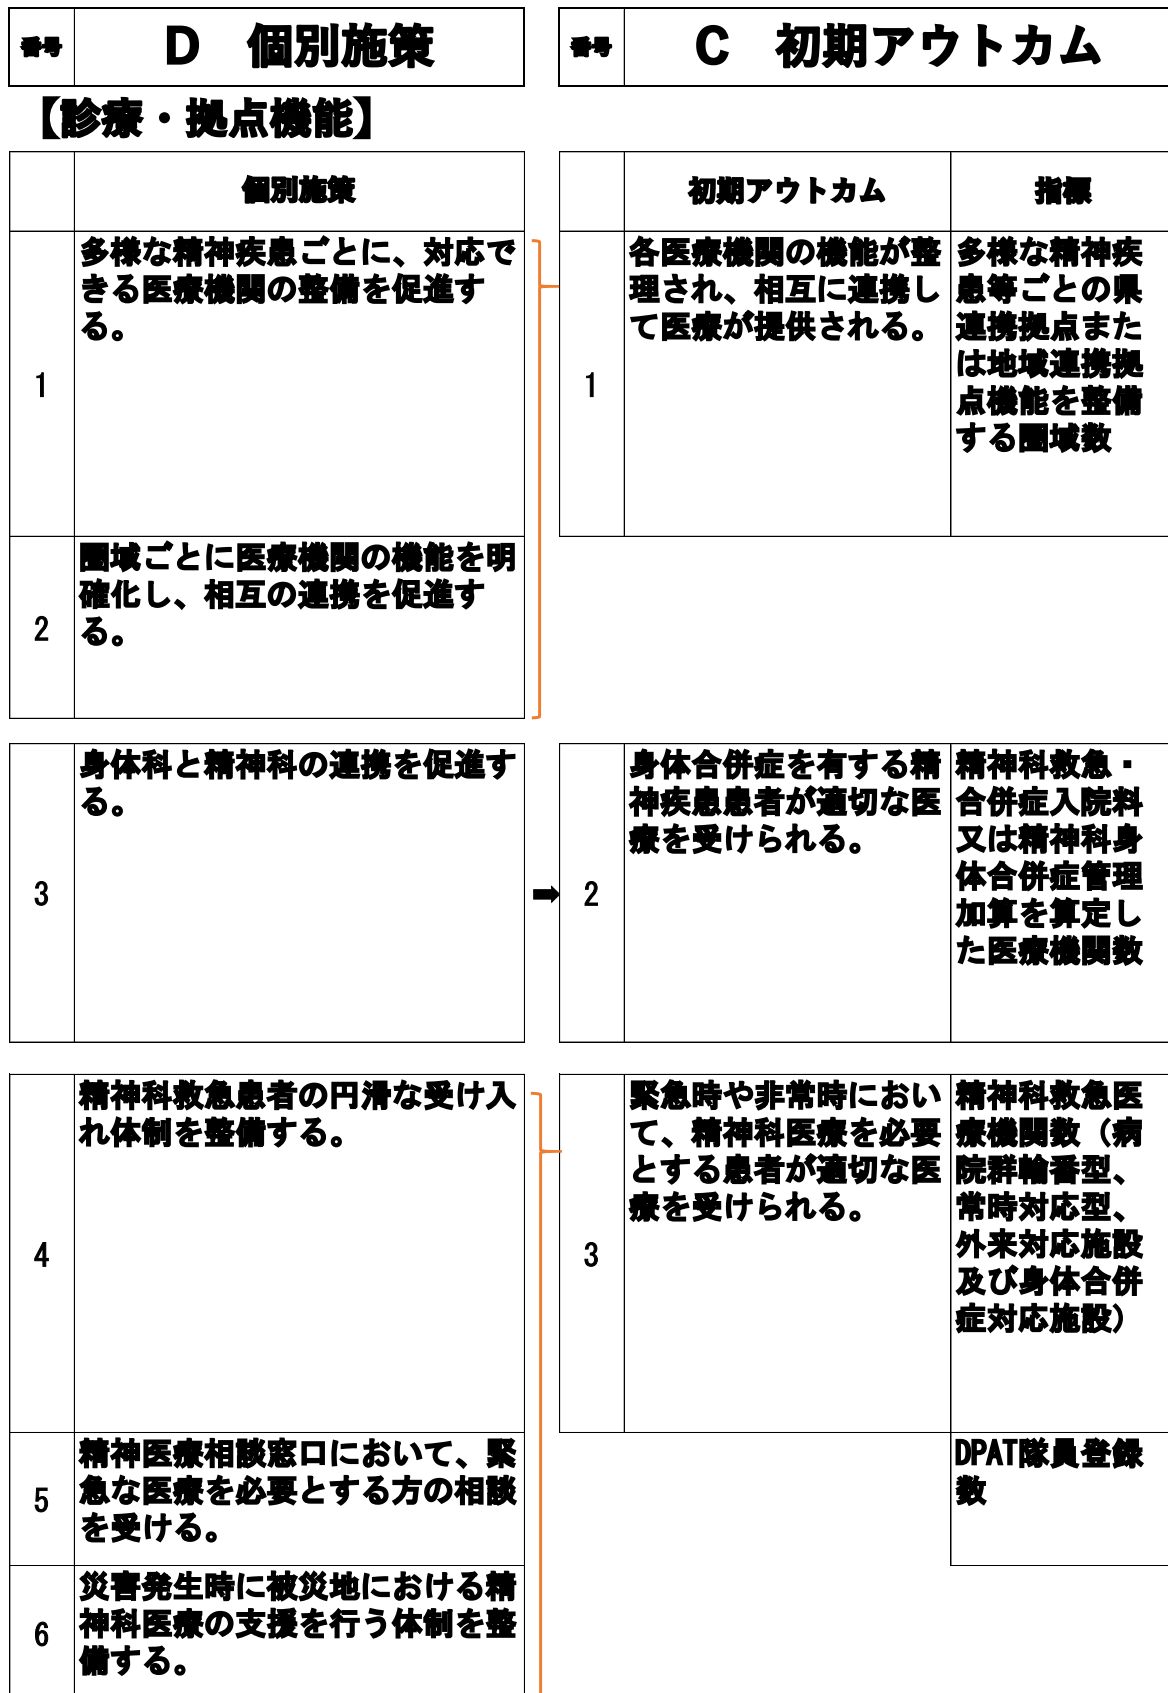 番号
D 個別施策
番号
C 初期アウトカム
【診療・拠点機能】
個別施策
初期アウトカム
指標
1
多様な精神疾患ごとに、対応で
きる医療機関の整備を促進す
る。
1
各医療機関の機能が整
理され、相互に連携し
て医療が提供される。
多様な精神疾
患等ごとの県
連携拠点また
は地域連携拠
点機能を整備
する圏域数
2
圏域ごとに医療機関の機能を明
確化し、相互の連携を促進す
る。
3
身体科と精神科の連携を促進す
る。
➡
2
身体合併症を有する精
神疾患患者が適切な医
療を受けられる。
精神科救急・
合併症入院料
又は精神科身
体合併症管理
加算を算定し
た医療機関数
4
精神科救急患者の円滑な受け入
れ体制を整備する。
3
緊急時や非常時におい
て、精神科医療を必要
とする患者が適切な医
療を受けられる。
精神科救急医
療機関数（病
院群輪番型、
常時対応型、
外来対応施設
及び身体合併
症対応施設）
5
精神医療相談窓口において、緊
急な医療を必要とする方の相談
を受ける。
DPAT隊員登録
数
6
災害発生時に被災地における精
神科医療の支援を行う体制を整
備する。